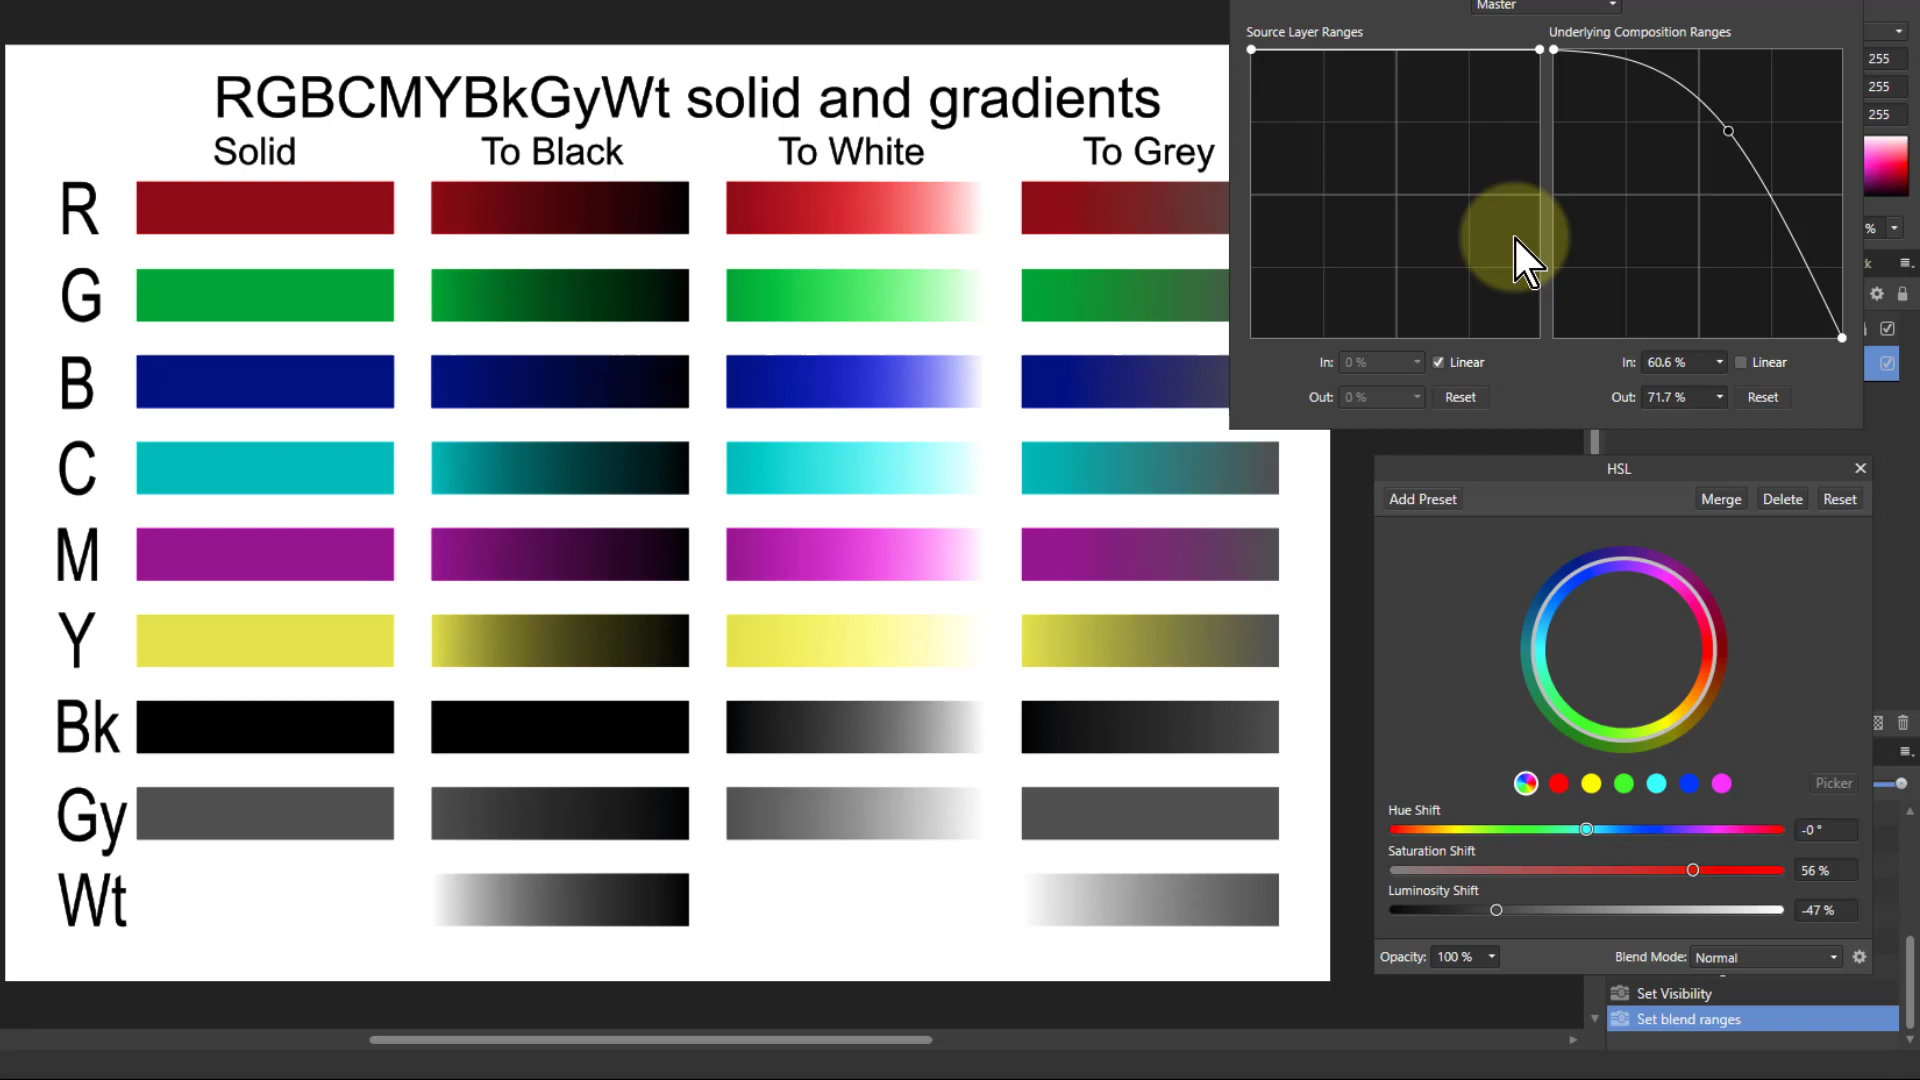 Master
Source Layer Ranges
Underlying Composition Ranges
255
255
255
RGBCMYBkGyWt solid and gradients
Solid
To Black
To White
To Grey
R
G
B
C
M
Y
Bk
Gy
Wt
%
k
In: 0 %
Linear
In: 60.6 %
Linear
Out: 0 %
Reset
Out: 71.7 %
Reset
HSL
Add Preset
Merge
Delete
Reset
Picker
Hue Shift
-0 °
Saturation Shift
56 %
Luminosity Shift
-47 %
Opacity: 100 %
Blend Mode: Normal
Set Visibility
Set blend ranges